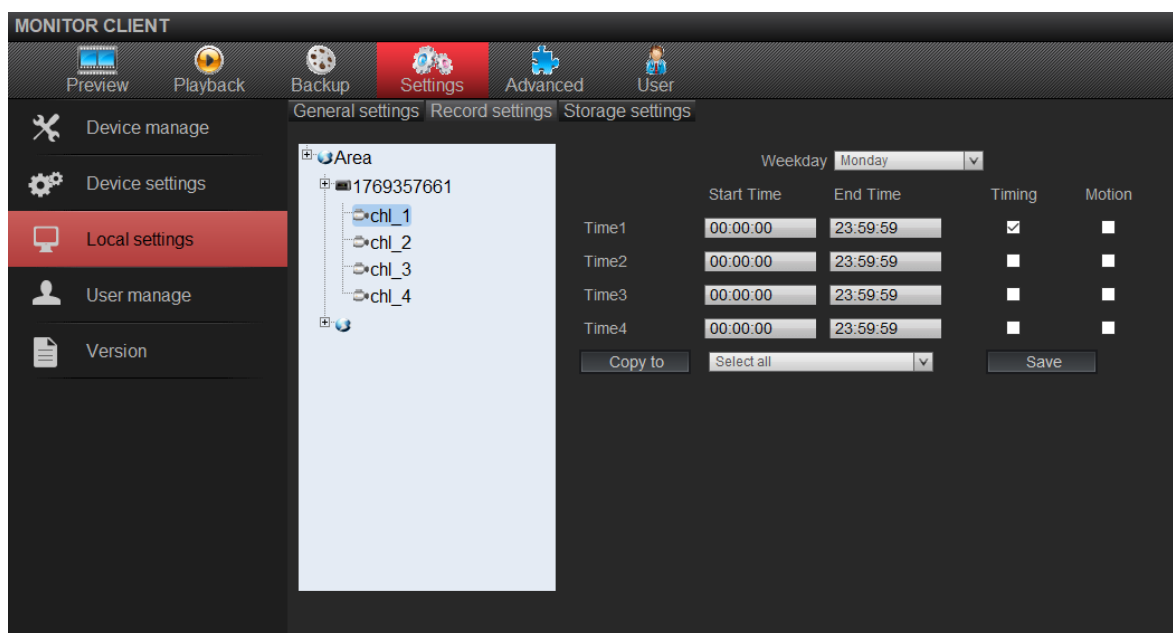 MONITOR CLIENT
Preview Playback Backup Settings Advanced User
General settings Record settings Storage settings
Device manage
Device settings
Local settings
User manage
Version
Area
1769357661
chl_1
chl_2
chl_3
chl_4
Weekday Monday
Start Time End Time Timing Motion
Time1 00:00:00 23:59:59
Time2 00:00:00 23:59:59
Time3 00:00:00 23:59:59
Time4 00:00:00 23:59:59
Copy to Select all Save